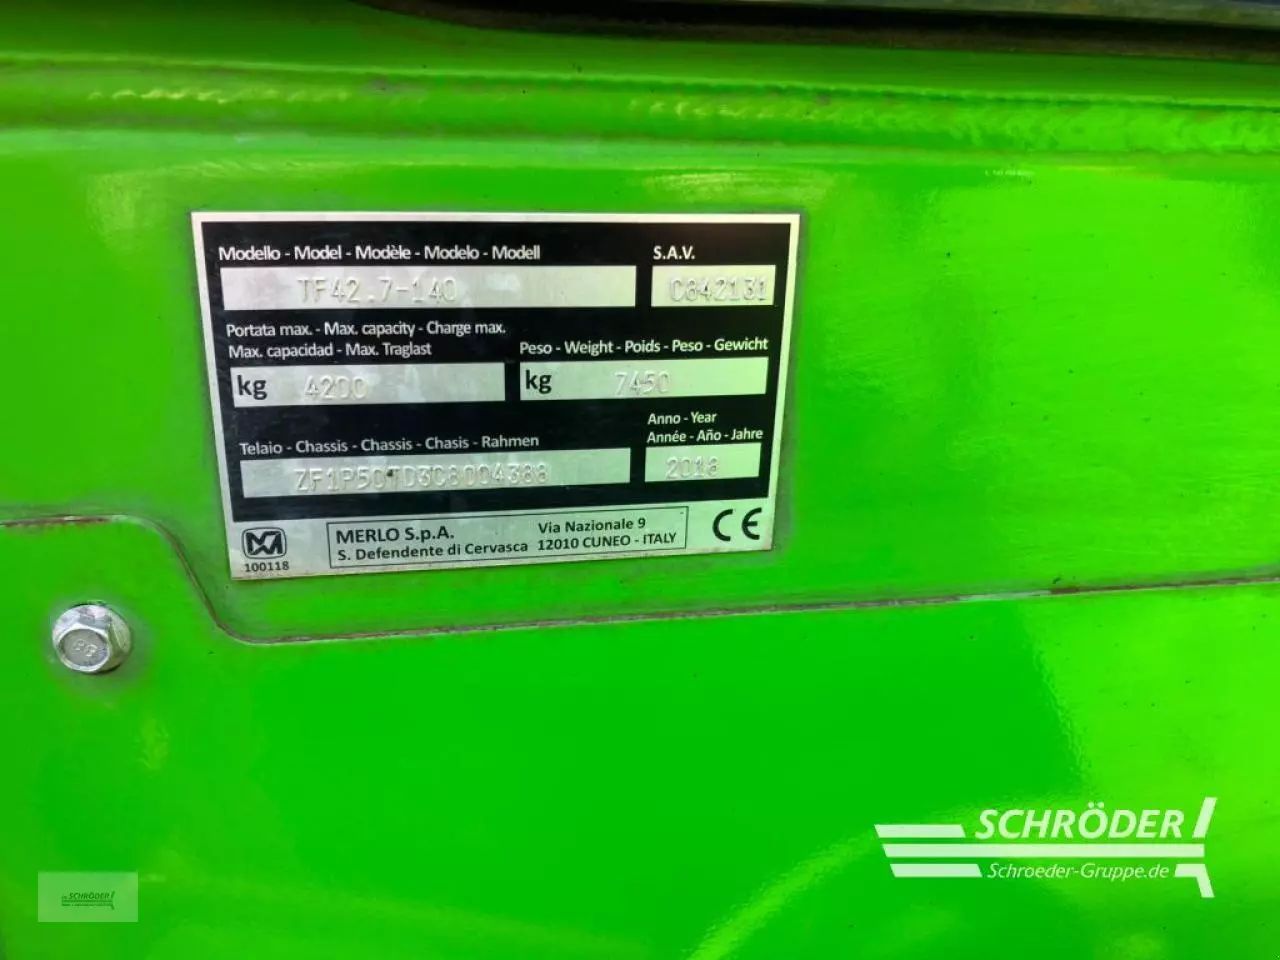 Modello - Model - Modèle - Modelo - Modell
S.A.V.
TF42.7-140
C842131
Portata max. - Max. capacity - Charge max.
Max. capacidad - Max. Traglast
Peso - Weight - Poids - Peso - Gewicht
kg 4200
kg 7450
Anno - Year
Année - Año - Jahre
Telaio - Chassis - Chassis - Chasis - Rahmen
2018
100118
MERLO S.p.A.
S. Defendente di Cervasca
Via Nazionale 9
12010 CUNEO - ITALY
CE
SCHRÖDER
Schroeder-Gruppe.de
SCHRÖDER